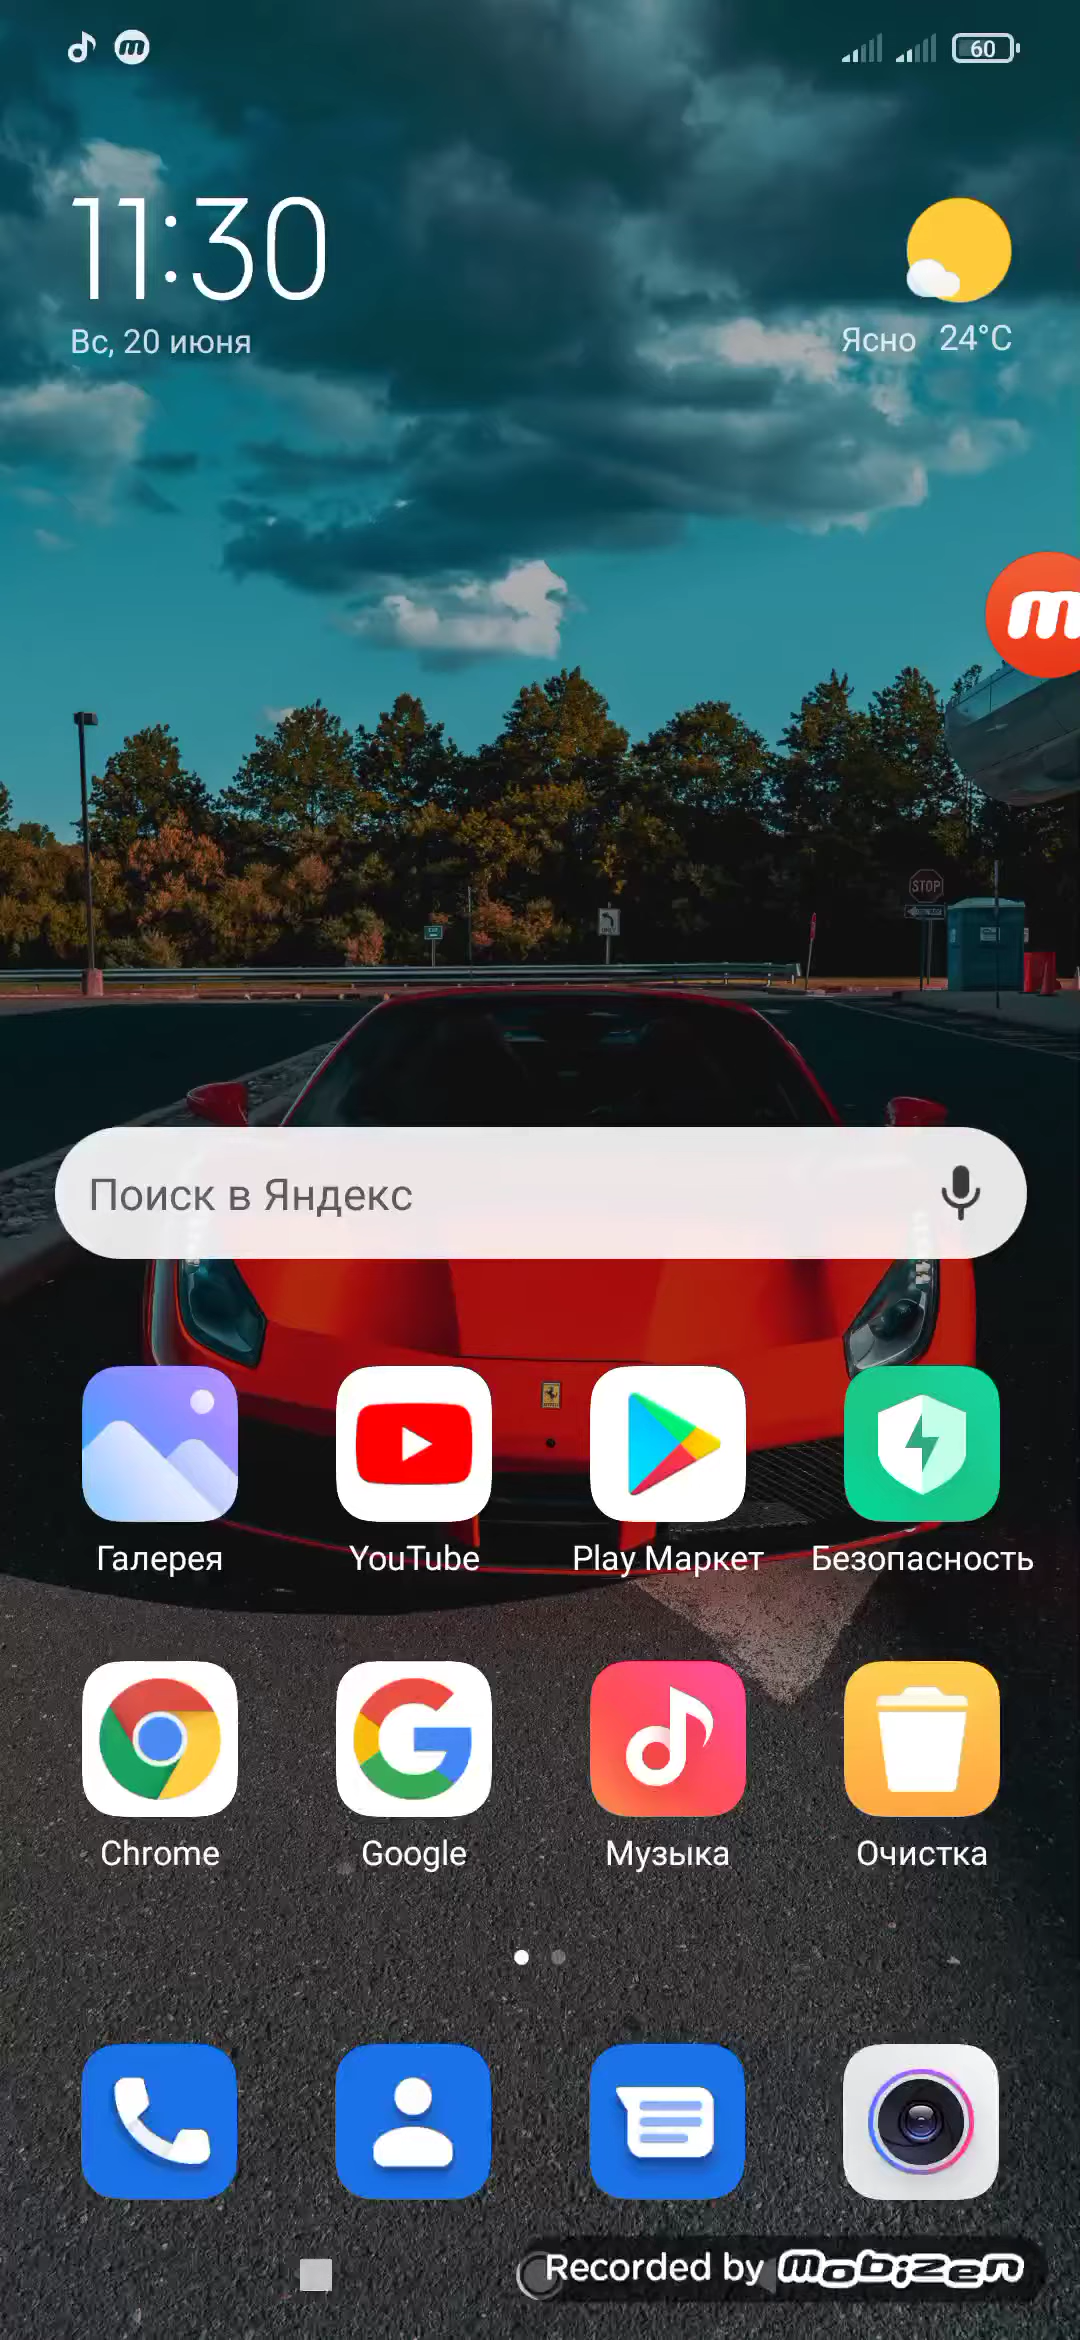 60
11:30
Вс, 20 июня
Ясно 24°C
m
STOP
Поиск в Яндекс
Галерея
YouTube
Play Маркет
Безопасность
Chrome
Google
Музыка
Очистка
Recorded by mobizen